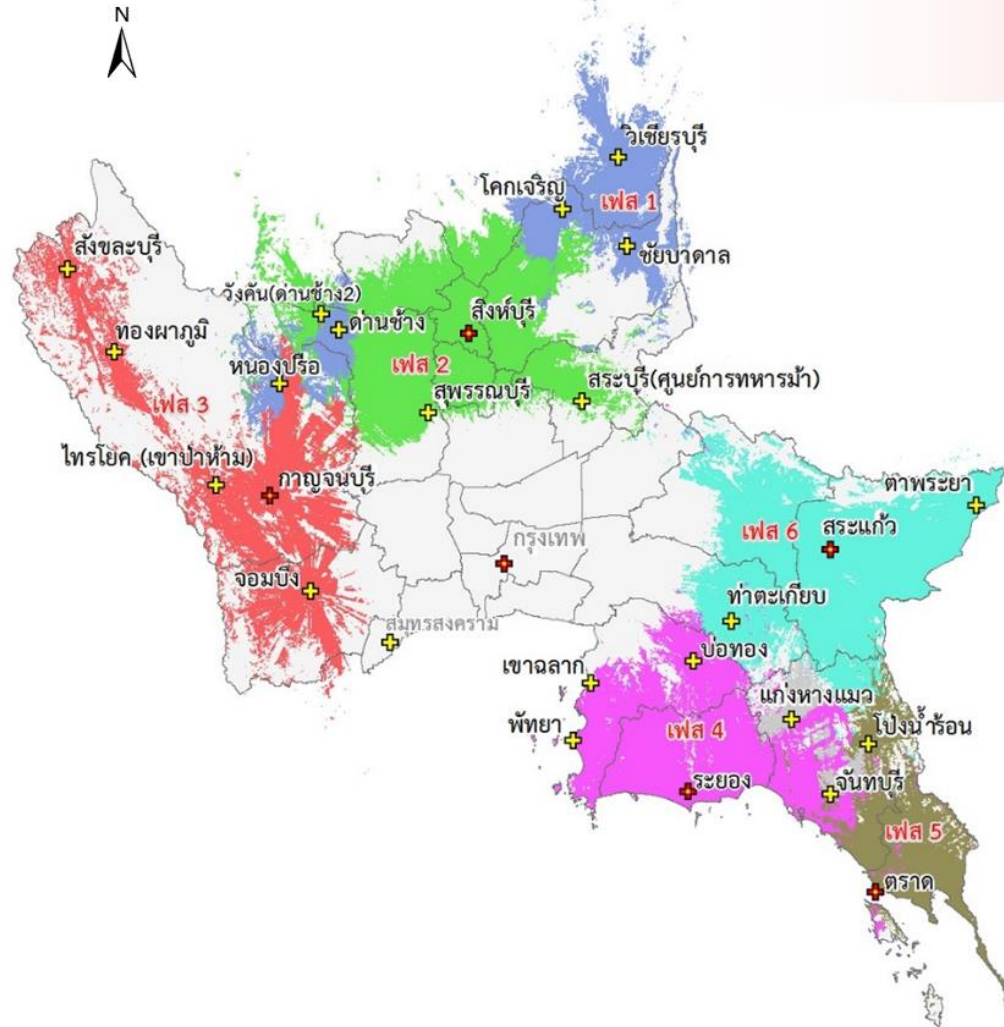 N
วิเชียรบุรี
โคกเจริญ
เฟส 1
ชัยบาดาล
สังขละบุรี
วังคัน(ด่านช้าง2)
ด่านช้าง
สิงห์บุรี
ทองผาภูมิ
หนองปรือ
เฟส 2
สระบุรี(ศูนย์การทหารม้า)
สุพรรณบุรี
เฟส 3
ไทรโยค (เขาป่าห้าม)
กาญจนบุรี
ตาพระยา
เฟส 6
สระแก้ว
กรุงเทพ
จอมบึง
ท่าตะเกียบ
สมุทรสงคราม
บ่อทอง
เขาฉลาก
แก่งหางแมว
พัทยา
เฟส 4
โป่งน้ำร้อน
ระยอง
จันทบุรี
เฟส 5
ตราด